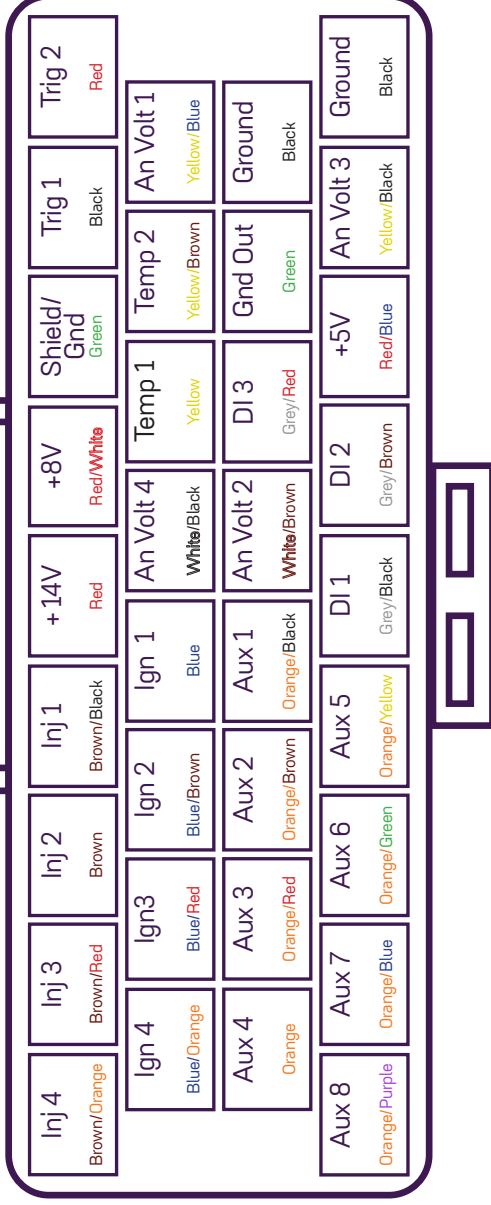 Inj 4
Brown/Orange
Inj 3
Brown/Red
Inj 2
Brown
Inj 1
Brown/Black
+14V
Red
+8V
Red/White
Shield/
Gnd
Green
Trig 1
Black
Trig 2
Red
Ign 4
Blue/Orange
Ign3
Blue/Red
Ign 2
Blue/Brown
Ign 1
Blue
An Volt 4
White/Black
Temp 1
Yellow
Temp 2
Yellow/Brown
An Volt 1
Yellow/Blue
Aux 4
Orange
Aux 3
Orange/Red
Aux 2
Orange/Brown
Aux 1
Orange/Black
An Volt 2
White/Brown
DI 3
Grey/Red
Gnd Out
Green
Ground
Black
Aux 8
Orange/Purple
Aux 7
Orange/Blue
Aux 6
Orange/Green
Aux 5
Orange/Yellow
DI 1
Grey/Black
DI 2
Grey/Brown
+5V
Red/Blue
An Volt 3
Yellow/Black
Ground
Black